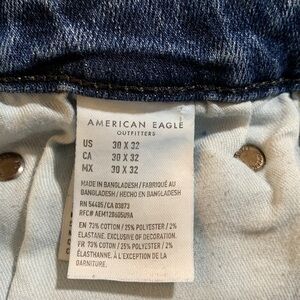 AMERICAN EAGLE
OUTFITTERS
US 30 X 32
CA 30 X 32
MX 30 X 32
MADE IN BANGLADESH / FABRIQUÉ AU
BANGLADESH / HECHO EN BANGLADESH
RN 54485 / CA 03873
RFC# AEM120605U9A
EN 73% COTTON / 25% POLYESTER / 2%
ELASTANE. EXCLUSIVE OF DECORATION.
FR 73% COTON / 25% POLYESTER / 2%
ÉLASTHANNE. À L'EXCEPTION DE LA
GARNITURE.